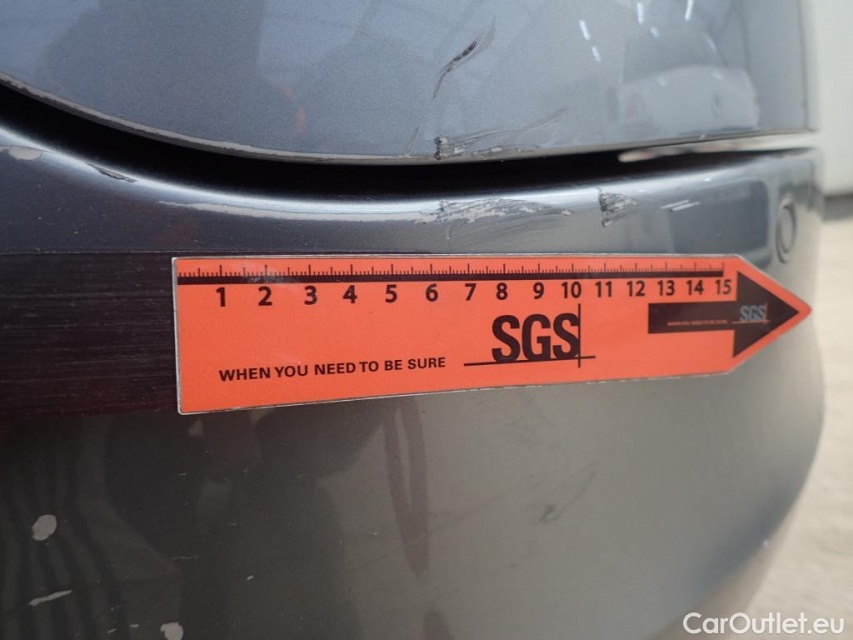 1 2 3 4 5 6 7 8 9 10 11 12 13 14 15
SGS
SGS
WHEN YOU NEED TO BE SURE
CarOutlet.eu